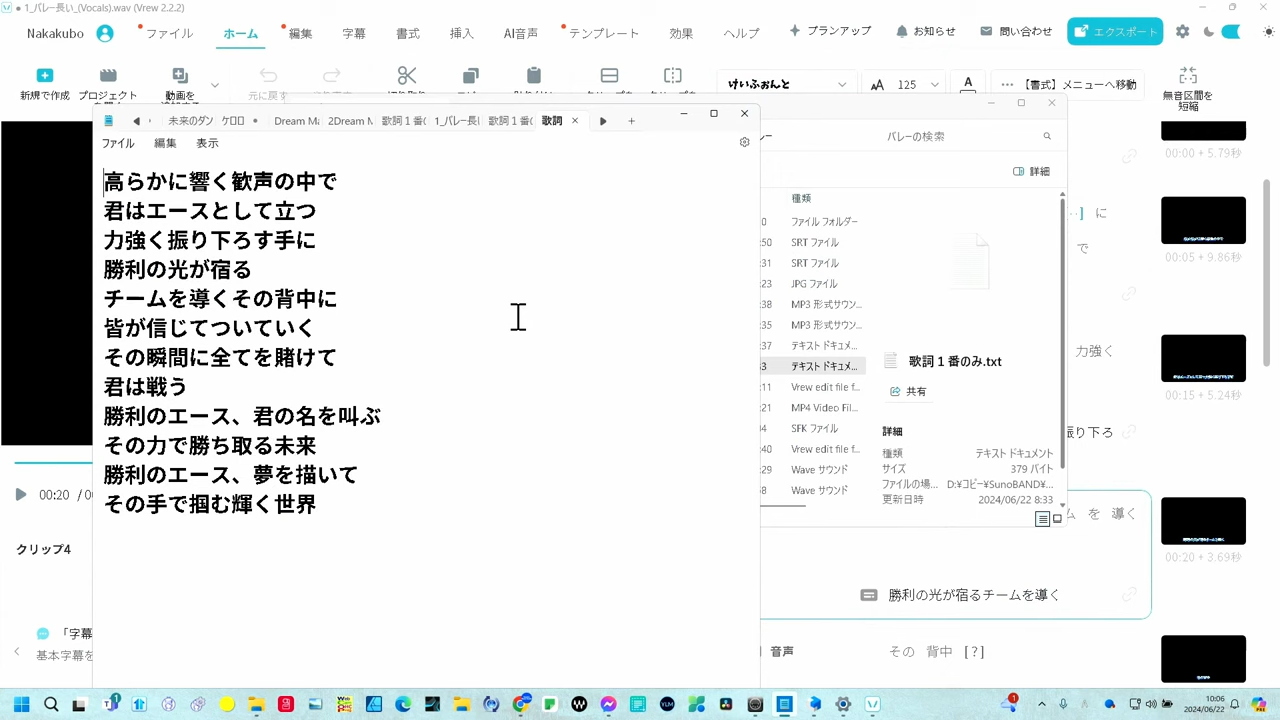 1_バレー長い_(Vocals).wav (Vrew 2.2.2)
Nakakubo ファイル ホーム 編集 字幕 書式 挿入 AI音声 テンプレート 効果 ヘルプ プランアップ お知らせ 問い合わせ エクスポート
新規で作成 プロジェクト 動画を 元に戻す けいふぉんと 125 【書式】メニューへ移動 無音区間を
短縮
未来のダン ケロロ Dream Ma 2Dream M 歌詞 1 番( 1_バレー長い 歌詞 1 番( 歌詞
バレーの検索
ファイル 編集 表示
詳細
高らかに響く歓声の中で
君はエースとして立つ
力強く振り下ろす手に
勝利の光が宿る
チームを導くその背中に
皆が信じてついていく
その瞬間に全てを賭けて
君は戦う
勝利のエース、君の名を叫ぶ
その力で勝ち取る未来
勝利のエース、夢を描いて
その手で掴む輝く世界
種類
0 ファイル フォルダー
:50 SRT ファイル
:31 SRT ファイル
:23 JPG ファイル
:38 MP3 形式サウン...
:35 MP3 形式サウン...
:37 テキスト ドキュメ...
:3 テキスト ドキュメ...
:11 Vrew edit file f...
:21 MP4 Video Fil...
:4 SFK ファイル
:40 Vrew edit file f...
:29 Wave サウンド
:8 Wave サウンド
歌詞 1 番のみ.txt
共有
詳細
種類 テキスト ドキュメント
サイズ 379 バイト
ファイルの場... D:¥コピー¥SunoBAND¥...
更新日時 2024/06/22 8:33
00:00 + 5.79秒
に
で
00:05 + 9.86秒
力強く
00:15 + 5.24秒
振り下ろ
ム を 導く
00:20 + 3.69秒
勝利の光が宿るチームを導く
音声 その 背中 [?]
00:20 / 0
クリップ4
「字幕
基本字幕を
10:06
2024/06/22